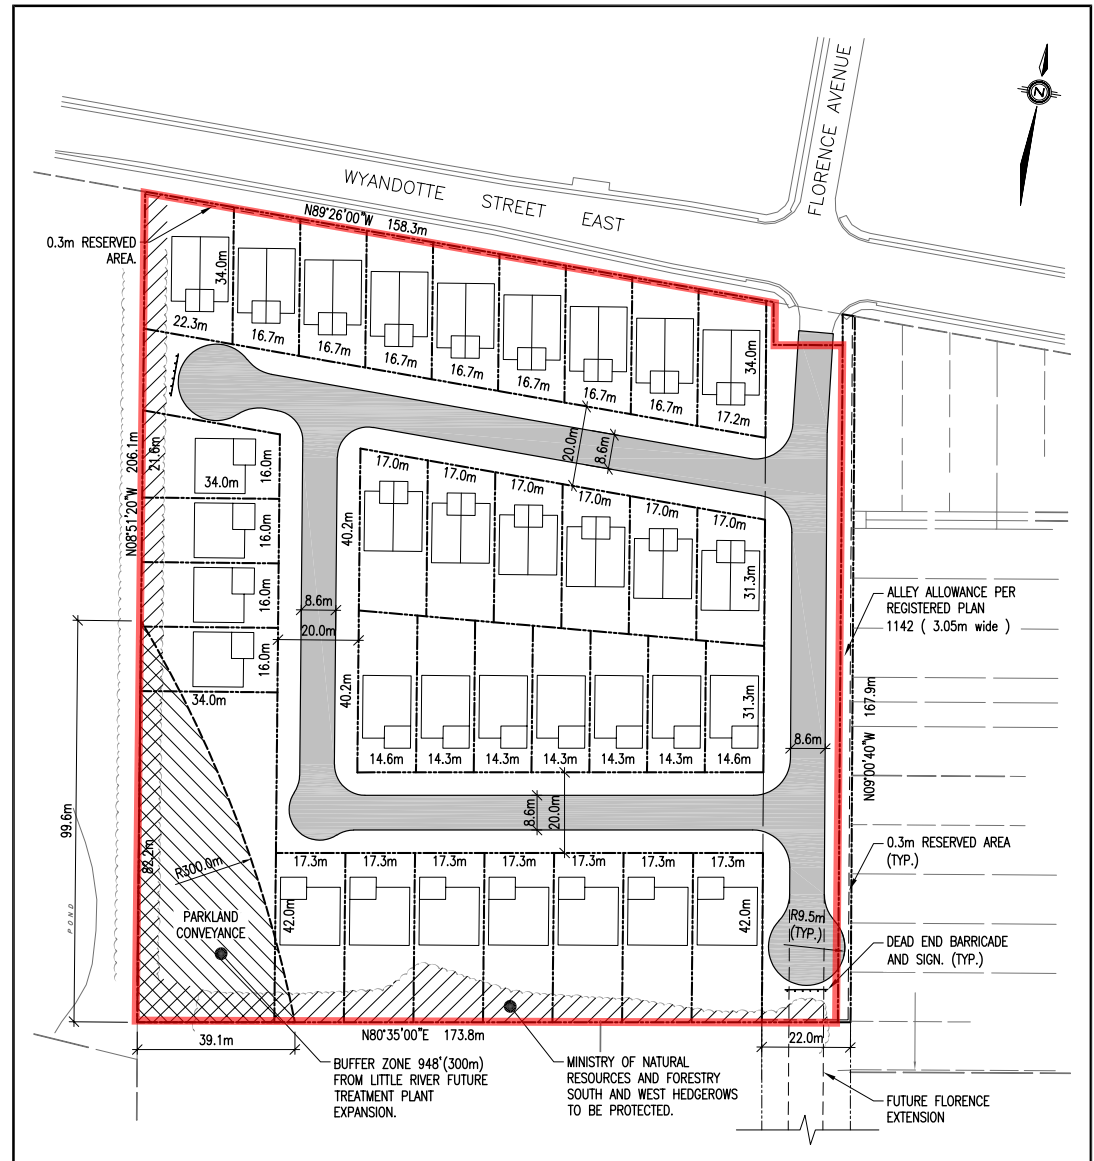 FLORENCE AVENUE
N
WYANDOTTE STREET EAST
N89°26'00"W 158.3m
0.3m RESERVED
AREA.
34.0m
22.3m
16.7m
16.7m
16.7m
16.7m
16.7m
16.7m
16.7m
34.0m
17.2m
20.0m
8.6m
N08°51'20"W 206.1m
21.6m
34.0m
16.0m
16.0m
16.0m
16.0m
34.0m
17.0m
17.0m
17.0m
17.0m
17.0m
17.0m
40.2m
31.3m
8.6m
20.0m
40.2m
31.3m
14.6m
14.3m
14.3m
14.3m
14.3m
14.3m
14.6m
8.6m
ALLEY ALLOWANCE PER
REGISTERED PLAN
1142 ( 3.05m wide )
N09°00'40"W 167.9m
8.6m
20.0m
99.6m
82.2m
R300.0m
POND
PARKLAND
CONVEYANCE
17.3m
17.3m
17.3m
17.3m
17.3m
17.3m
17.3m
42.0m
42.0m
R9.5m
(TYP.)
0.3m RESERVED AREA
(TYP.)
DEAD END BARRICADE
AND SIGN. (TYP.)
39.1m
N80°35'00"E 173.8m
22.0m
BUFFER ZONE 948'(300m)
FROM LITTLE RIVER FUTURE
TREATMENT PLANT
EXPANSION.
MINISTRY OF NATURAL
RESOURCES AND FORESTRY
SOUTH AND WEST HEDGEROWS
TO BE PROTECTED.
FUTURE FLORENCE
EXTENSION